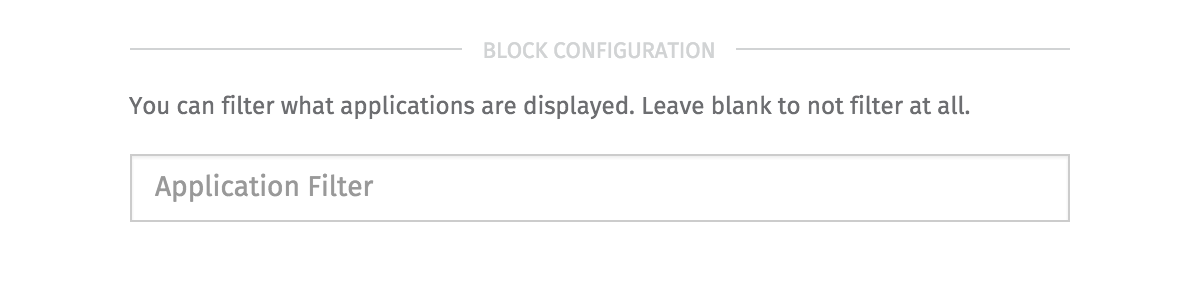 BLOCK CONFIGURATION
You can filter what applications are displayed. Leave blank to not filter at all.
Application Filter